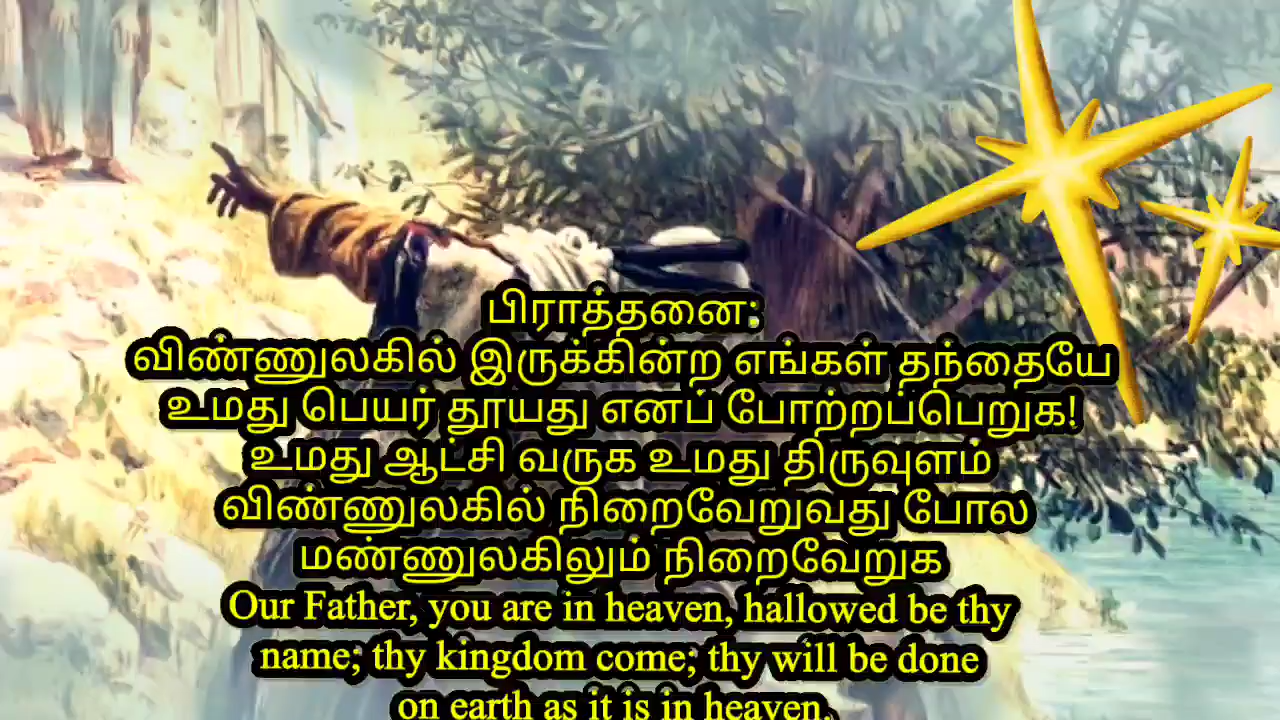 பிராத்தனை:
விண்ணுலகில் இருக்கின்ற எங்கள் தந்தையே
உமது பெயர் தூயது எனப் போற்றப்பெறுக!
உமது ஆட்சி வருக உமது திருவுளம்
விண்ணுலகில் நிறைவேறுவது போல
மண்ணுலகிலும் நிறைவேறுக
Our Father, you are in heaven, hallowed be thy
name; thy kingdom come; thy will be done
on earth as it is in heaven.